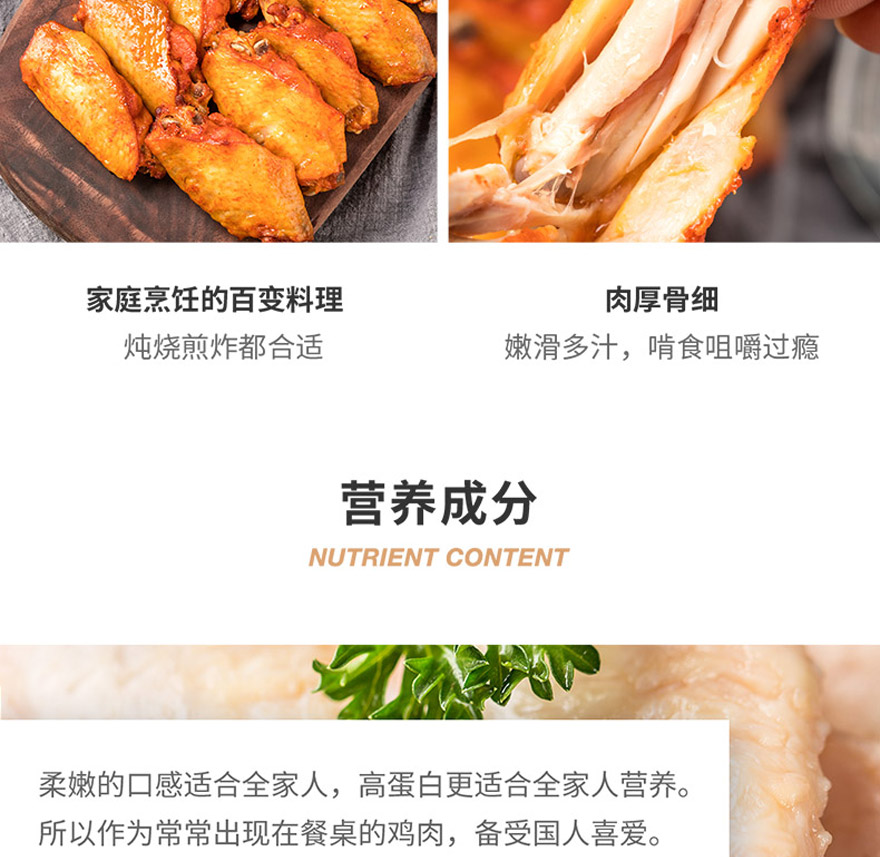 家庭烹饪的百变料理
炖烧煎炸都合适
肉厚骨细
嫩滑多汁，啃食咀嚼过瘾
营养成分
NUTRIENT CONTENT
柔嫩的口感适合全家人，高蛋白更适合全家人营养。
所以作为常常出现在餐桌的鸡肉，备受国人喜爱。